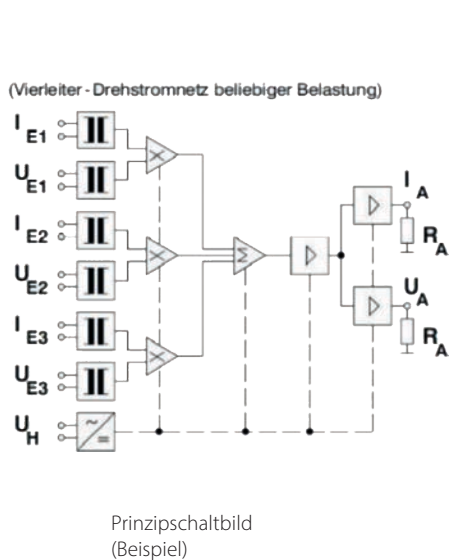 (Vierleiter - Drehstromnetz beliebiger Belastung)
I E1
U E1
I E2
U E2
I E3
U E3
U H
Σ
I A
R A
U A
R A
Prinzipschaltbild
(Beispiel)